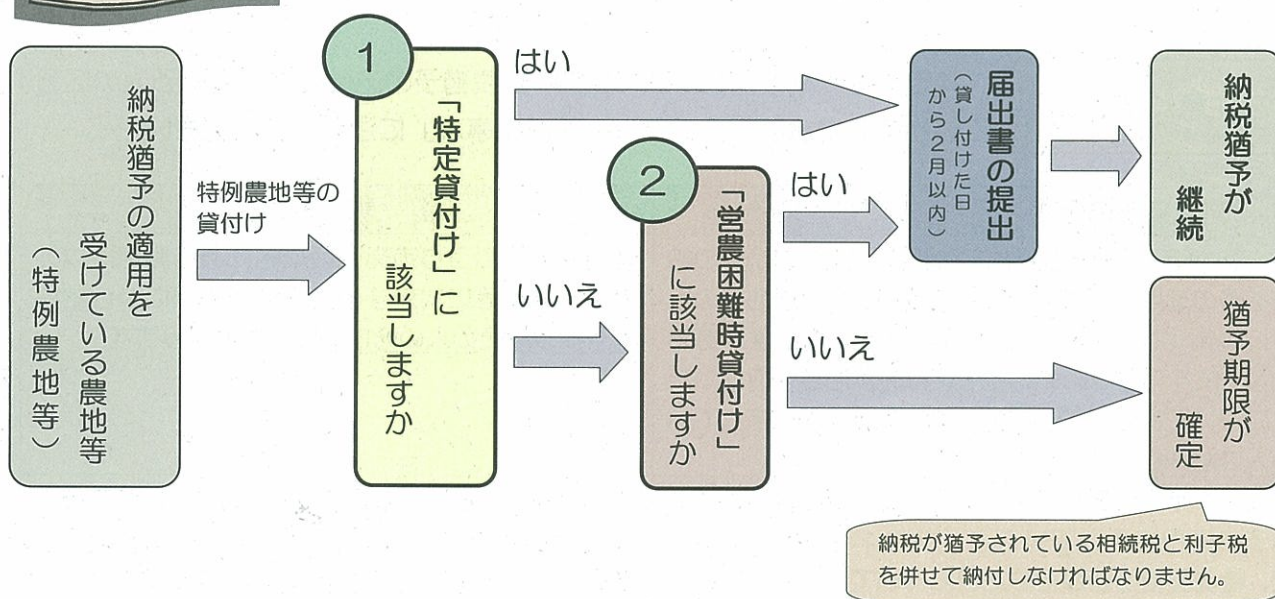 納税猶予の適用を
受けている農地等
（特例農地等）
特例農地等の
貸付け
1
「特定貸付け」に
該当しますか
はい
いいえ
2
「営農困難時貸付け」
に該当しますか
はい
いいえ
届出書の提出
（貸し付けた日
から２月以内）
納税猶予が
継続
猶予期限が
確定
納税が猶予されている相続税と利子税
を併せて納付しなければなりません。